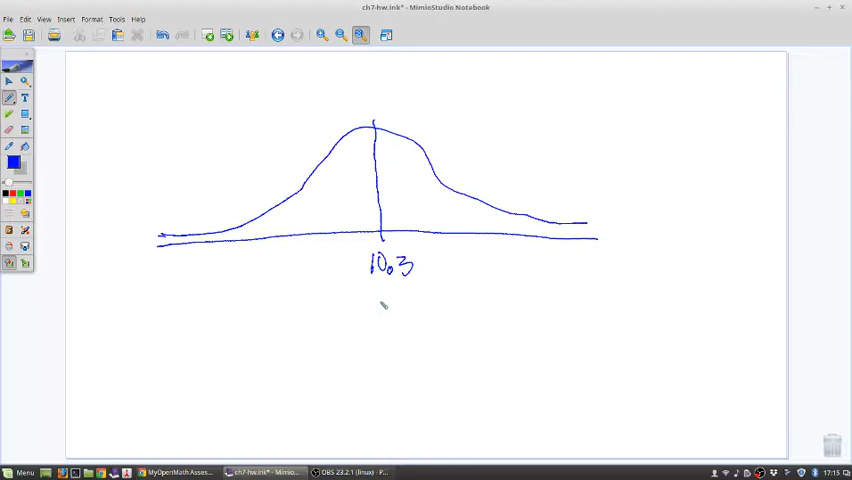 ch7-hw.ink* - MimioStudio Notebook
File Edit View Insert Format Tools Help
10.3
Menu
MyOpenMath Asses...
ch7-hw.ink* - Mimio...
OBS 23.2.1 (linux) - P...
17:15